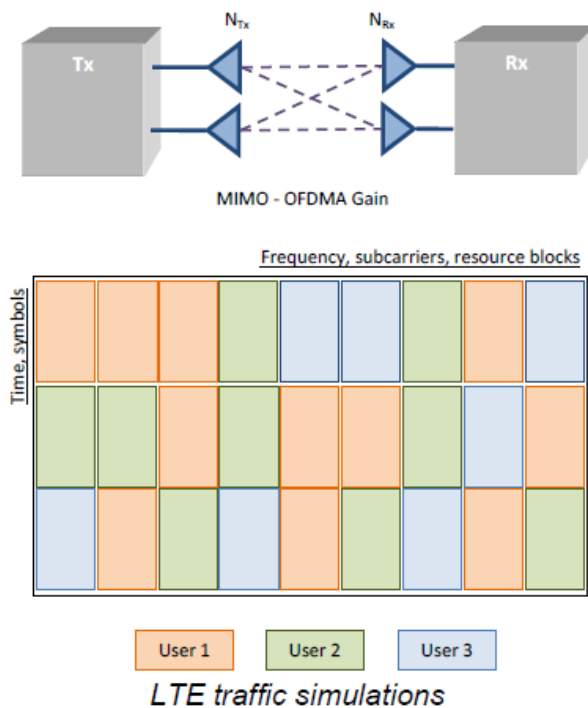 N_Tx N_Rx
Tx Rx
MIMO - OFDMA Gain
Frequency, subcarriers, resource blocks
Time, symbols
User 1 User 2 User 3
LTE traffic simulations